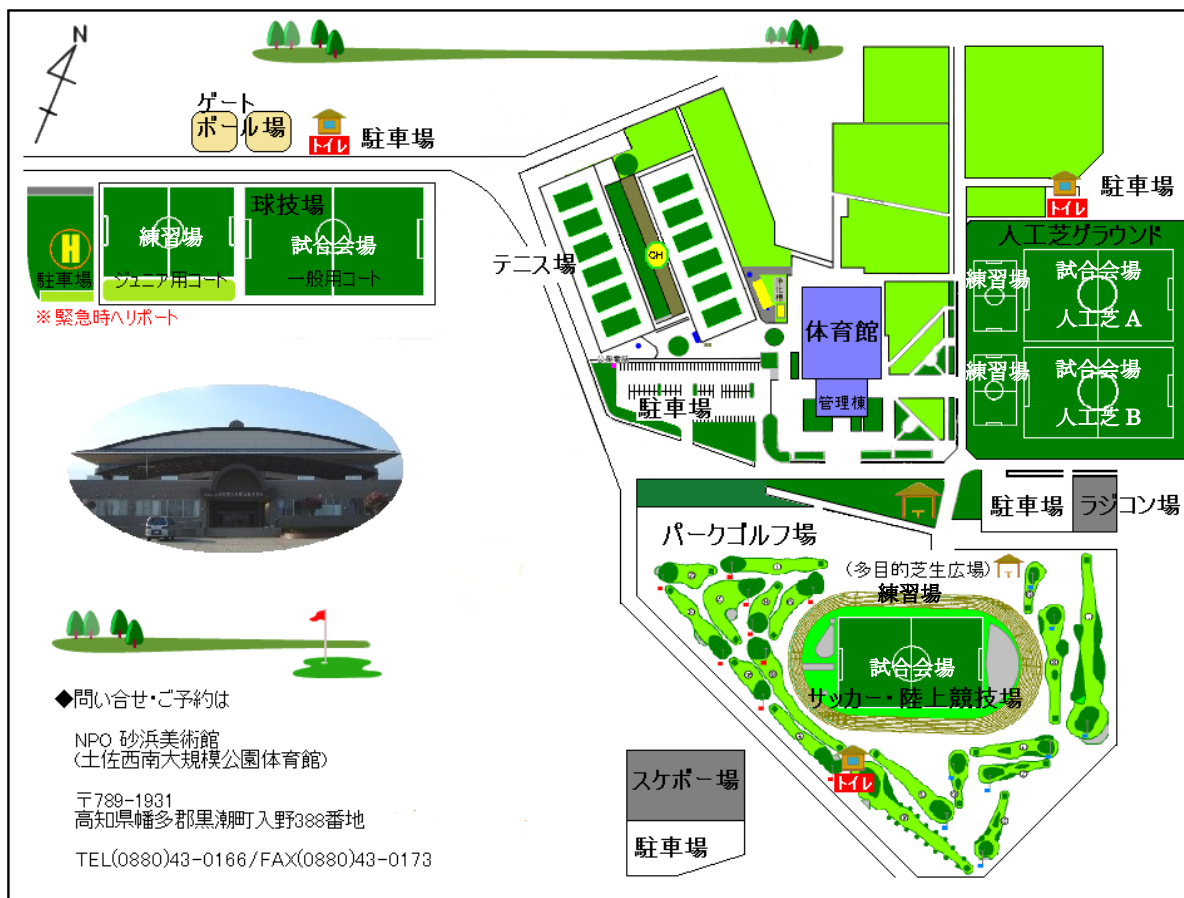 N
ゲート
ボール場
トイレ
駐車場
球技場
練習場
試合会場
駐車場
ジュニア用コート
一般用コート
H
※緊急時ヘリポート
テニス場
CH
浄化槽
公衆電話
駐車場
体育館
管理棟
駐車場
トイレ
人工芝グラウンド
練習場
試合会場
人工芝A
練習場
試合会場
人工芝B
駐車場
ラジコン場
パークゴルフ場
(多目的芝生広場)
練習場
試合会場
サッカー・陸上競技場
トイレ
スケボー場
駐車場
◆問い合せ・ご予約は
NPO 砂浜美術館
(土佐西南大規模公園体育館)
〒789-1931
高知県幡多郡黒潮町入野388番地
TEL(0880)43-0166/FAX(0880)43-0173